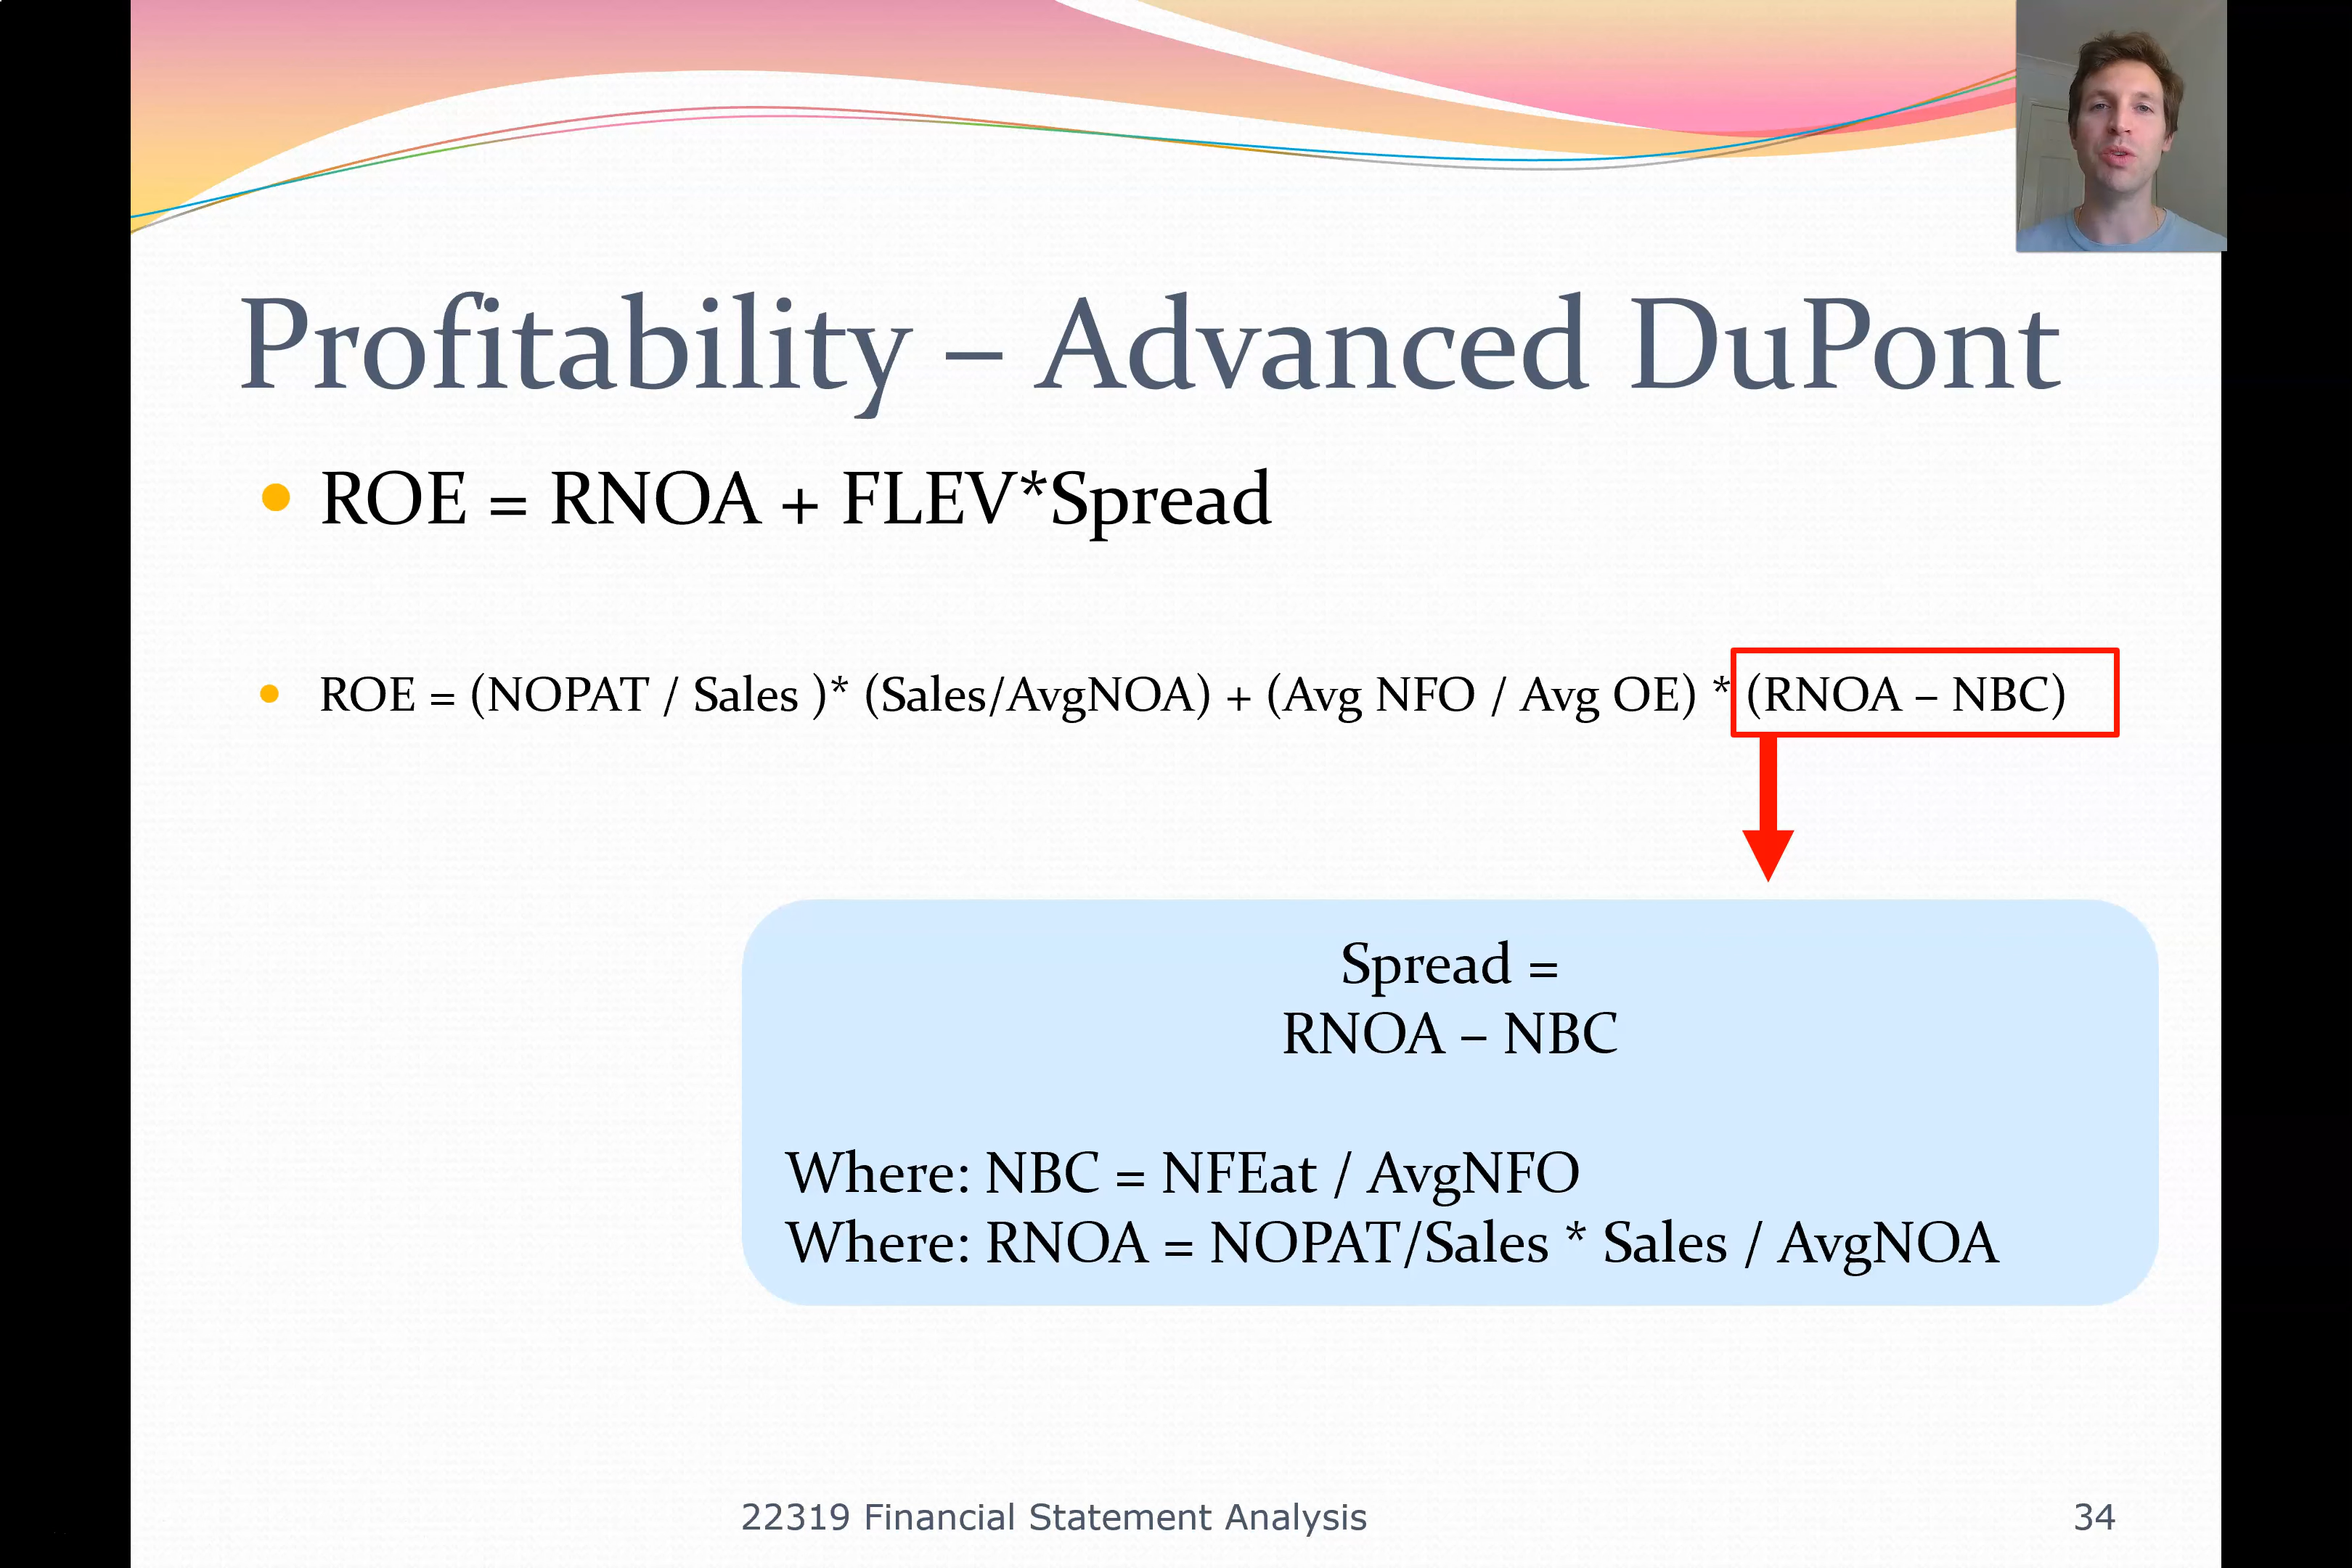 Profitability – Advanced DuPont
ROE = RNOA + FLEV*Spread
ROE = (NOPAT / Sales )* (Sales/AvgNOA) + (Avg NFO / Avg OE) * (RNOA – NBC)
Spread =
RNOA – NBC
Where: NBC = NFEat / AvgNFO
Where: RNOA = NOPAT/Sales * Sales / AvgNOA
22319 Financial Statement Analysis
34